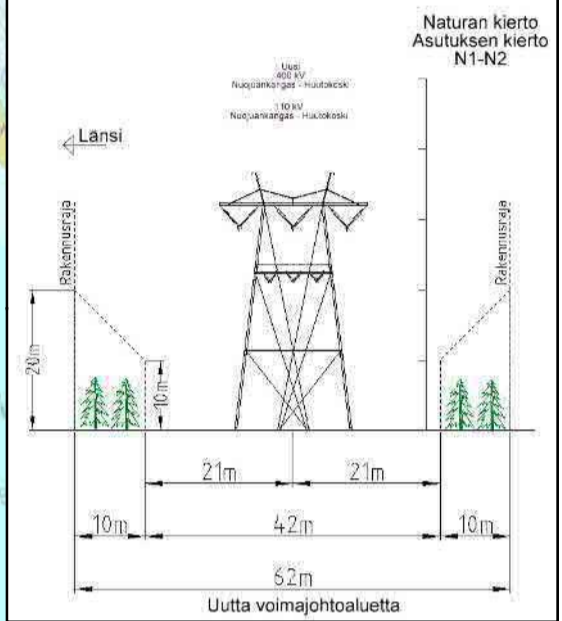 Naturan kierto
Asutuksen kierto
N1-N2
Uusi
400 kV
Nuojuankangas - Huutokoski
110 kV
Nuojuankangas - Huutokoski
Länsi
Rakennusraja
Rakennusraja
20m
10m
21m
21m
10m
42m
10m
62m
Uutta voimajohtoaluetta